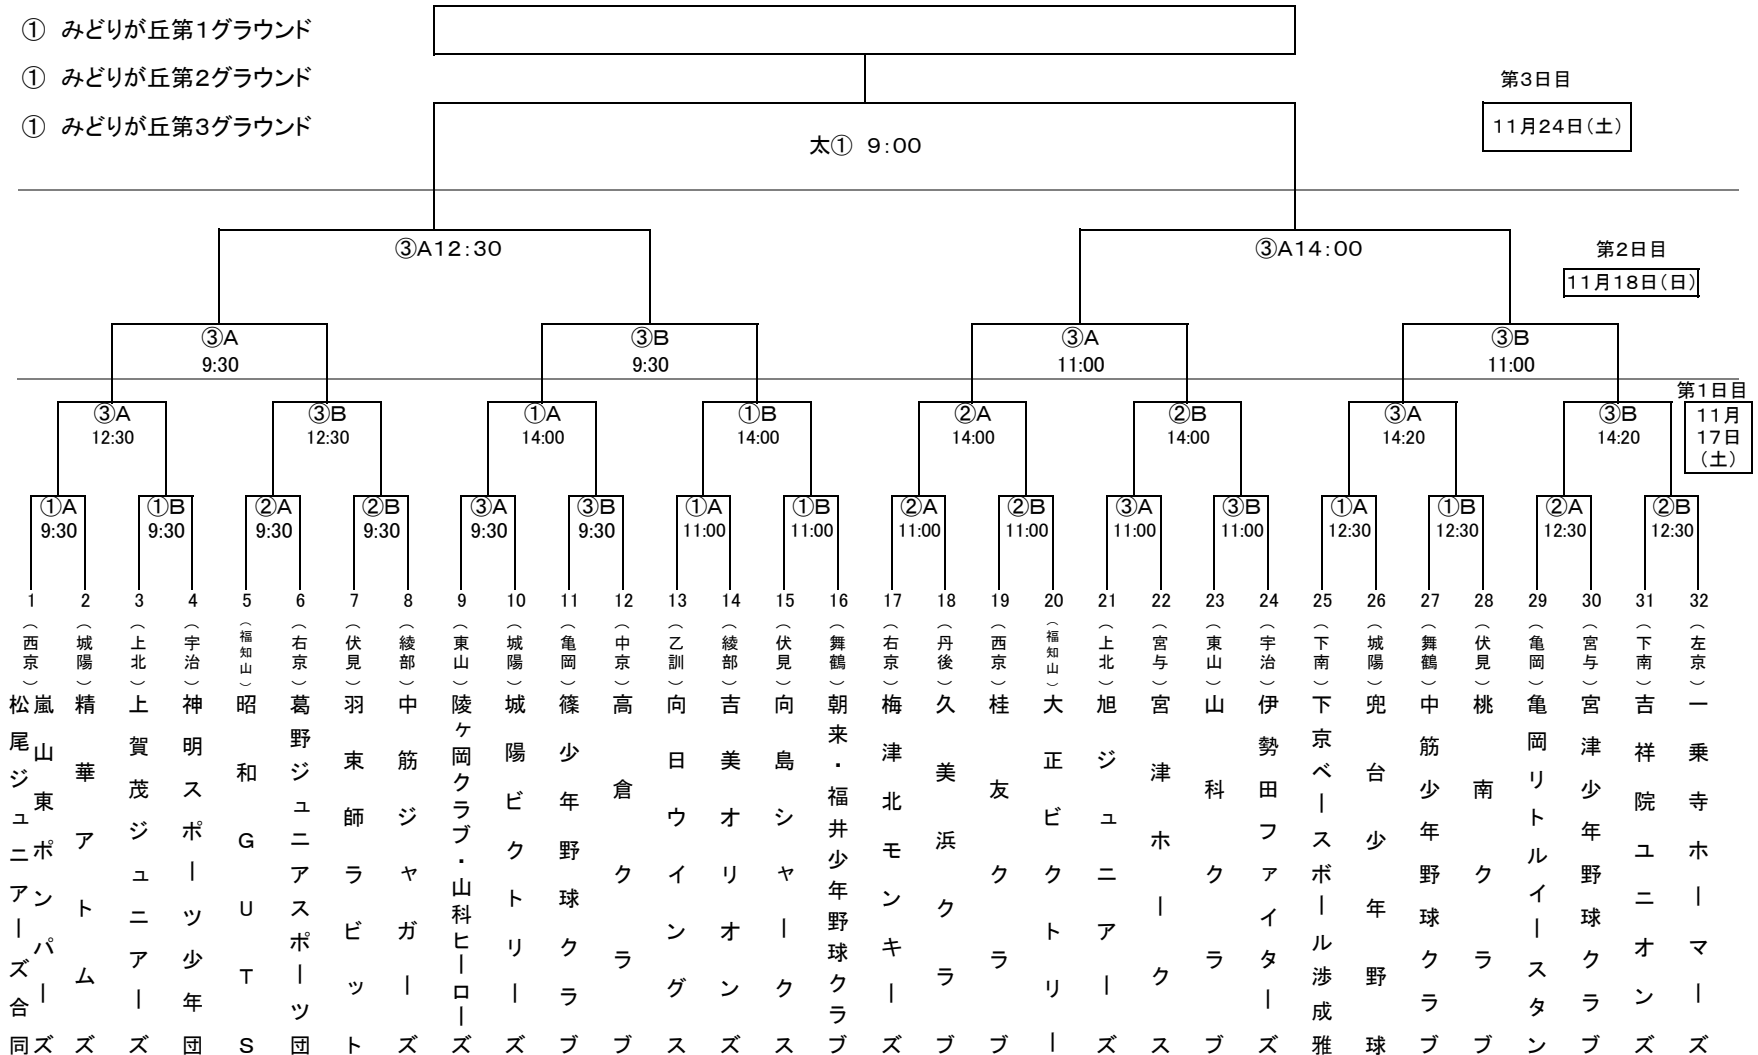 ① みどりが丘第1グラウンド
① みどりが丘第2グラウンド
① みどりが丘第3グラウンド
第3日目
11月24日(土)
太① 9:00
③A12:30
③A14:00
第2日目
11月18日(日)
③A
9:30
③B
9:30
③A
11:00
③B
11:00
第1日目
11月
17日
(土)
③A
12:30
③B
12:30
①A
14:00
①B
14:00
②A
14:00
②B
14:00
③A
14:20
③B
14:20
①A
9:30
①B
9:30
②A
9:30
②B
9:30
③A
9:30
③B
9:30
①A
11:00
①B
11:00
②A
11:00
②B
11:00
③A
11:00
③B
11:00
①A
12:30
①B
12:30
②A
12:30
②B
12:30
1
(西京)
嵐山東ポンパーズ
松尾ジュニアーズ合同
2
(城陽)
精華アトムズ
3
(上北)
上賀茂ジュニアーズ
4
(宇治)
神明スポーツ少年団
5
(福知山)
昭和GUTS
6
(右京)
葛野ジュニアスポーツ団
7
(伏見)
羽束師ラビット
8
(綾部)
中筋ジャガーズ
9
(東山)
陵ヶ岡クラブ・山科ヒーローズ
10
(城陽)
城陽ビクトリーズ
11
(亀岡)
篠少年野球クラブ
12
(中京)
高倉クラブ
13
(乙訓)
向日ウイングス
14
(綾部)
吉美オリオンズ
15
(伏見)
向島シャークス
16
(舞鶴)
朝来・福井少年野球クラブ
17
(右京)
梅津北モンキーズ
18
(丹後)
久美浜クラブ
19
(西京)
桂友クラブ
20
(福知山)
大正ビクトリー
21
(上北)
旭ジュニアーズ
22
(宮与)
宮津ホークス
23
(東山)
山科クラブ
24
(宇治)
伊勢田ファイターズ
25
(下南)
下京ベースボール渉成雅
26
(城陽)
兜台少年野球
27
(舞鶴)
中筋少年野球クラブ
28
(伏見)
桃南クラブ
29
(亀岡)
亀岡リトルイースタン
30
(宮与)
宮津少年野球クラブ
31
(下南)
吉祥院ユニオンズ
32
(左京)
一乗寺ホーマーズ